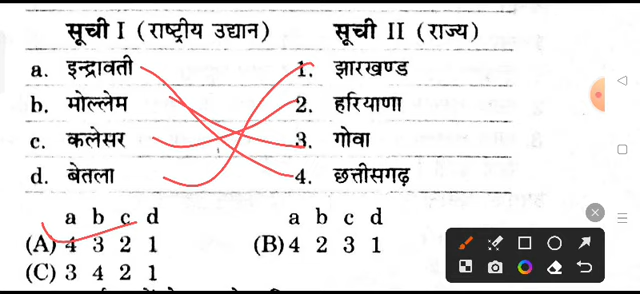 सूची I (राष्ट्रीय उद्यान) सूची II (राज्य)
a. इन्द्रावती 1. झारखण्ड
b. मोल्लेम 2. हरियाणा
c. कलेसर 3. गोवा
d. बेतला 4. छत्तीसगढ़
a b c d a b c d
(A) 4 3 2 1 (B) 4 2 3 1
(C) 3 4 2 1